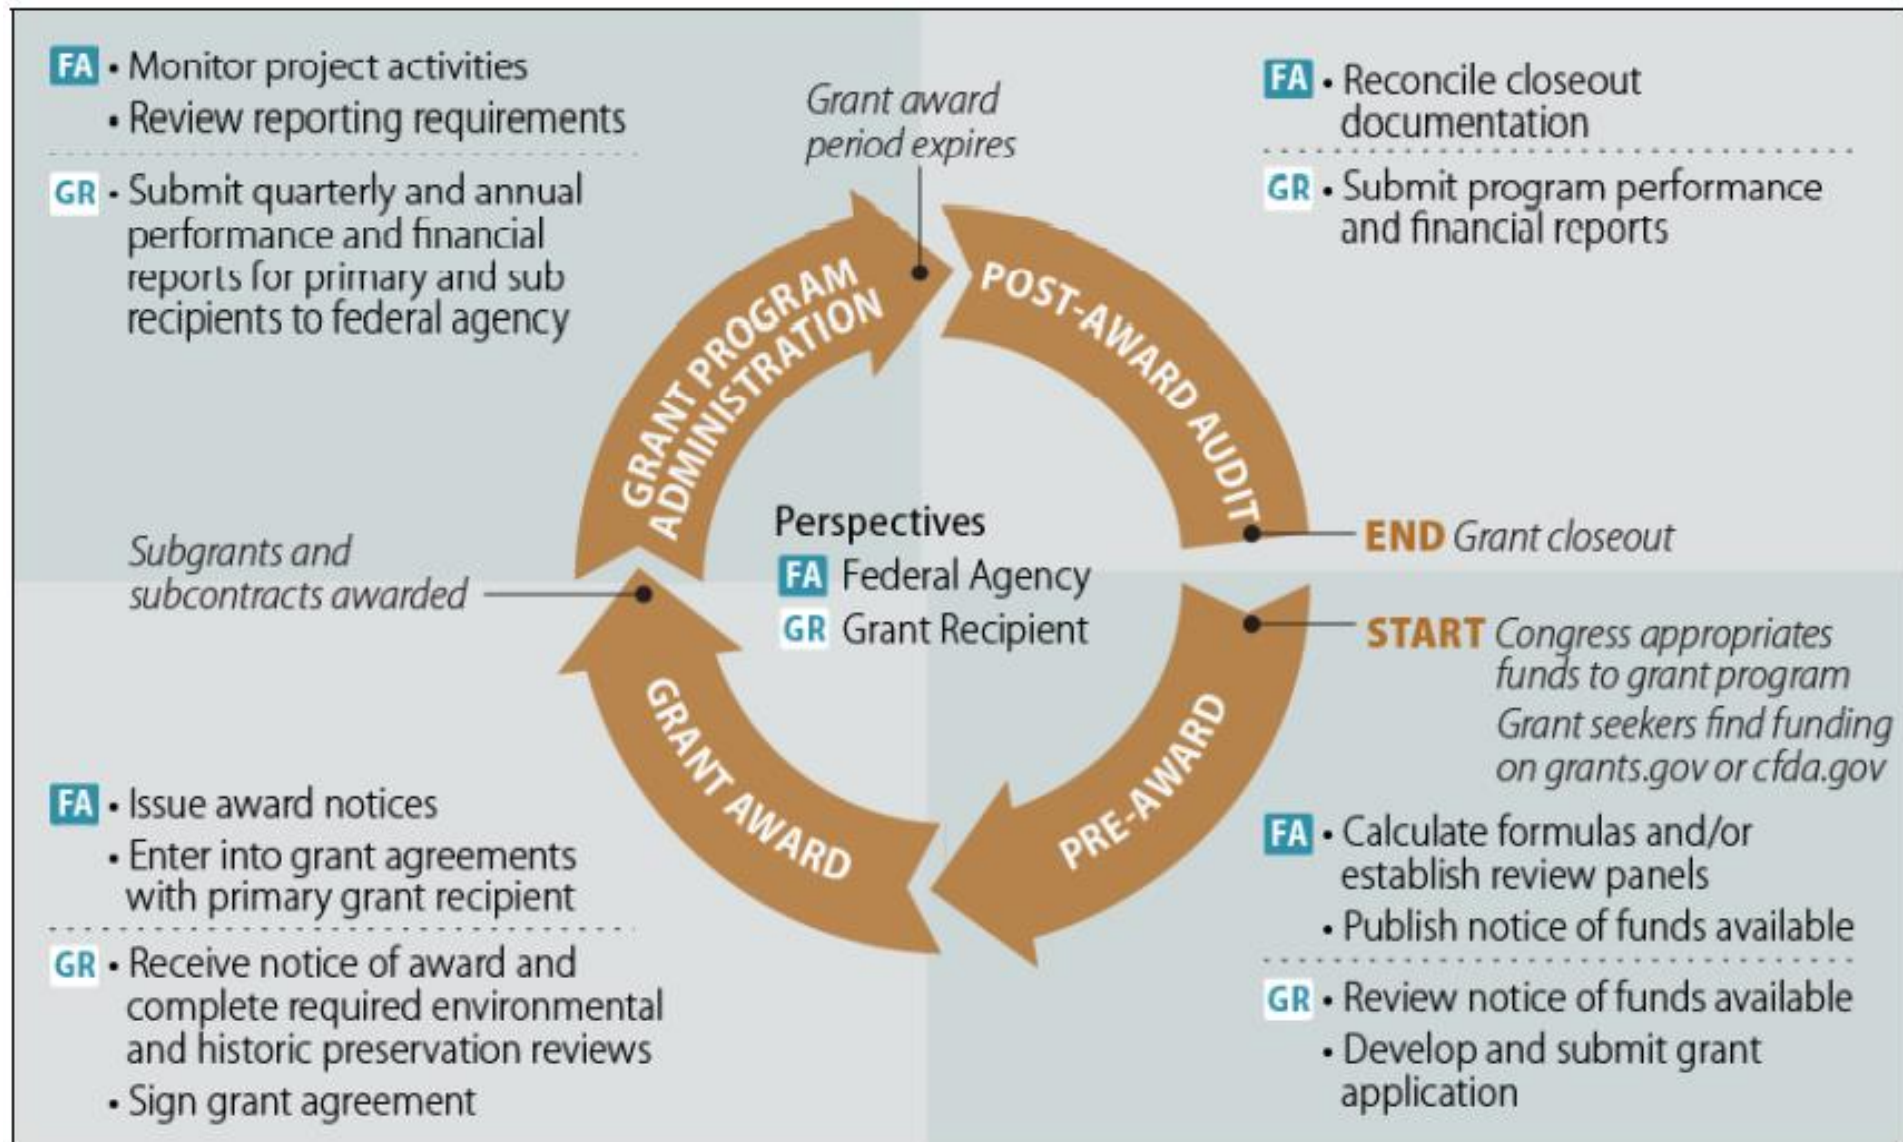 FA • Monitor project activities
• Review reporting requirements
GR • Submit quarterly and annual
performance and financial
reports for primary and sub
recipients to federal agency
Grant award
period expires
FA • Reconcile closeout
documentation
GR • Submit program performance
and financial reports
GRANT PROGRAM
ADMINISTRATION
POST-AWARD AUDIT
Subgrants and
subcontracts awarded
Perspectives
FA Federal Agency
GR Grant Recipient
END Grant closeout
START Congress appropriates
funds to grant program
Grant seekers find funding
on grants.gov or cfda.gov
GRANT AWARD
PRE-AWARD
FA • Issue award notices
• Enter into grant agreements
with primary grant recipient
GR • Receive notice of award and
complete required environmental
and historic preservation reviews
• Sign grant agreement
FA • Calculate formulas and/or
establish review panels
• Publish notice of funds available
GR • Review notice of funds available
• Develop and submit grant
application